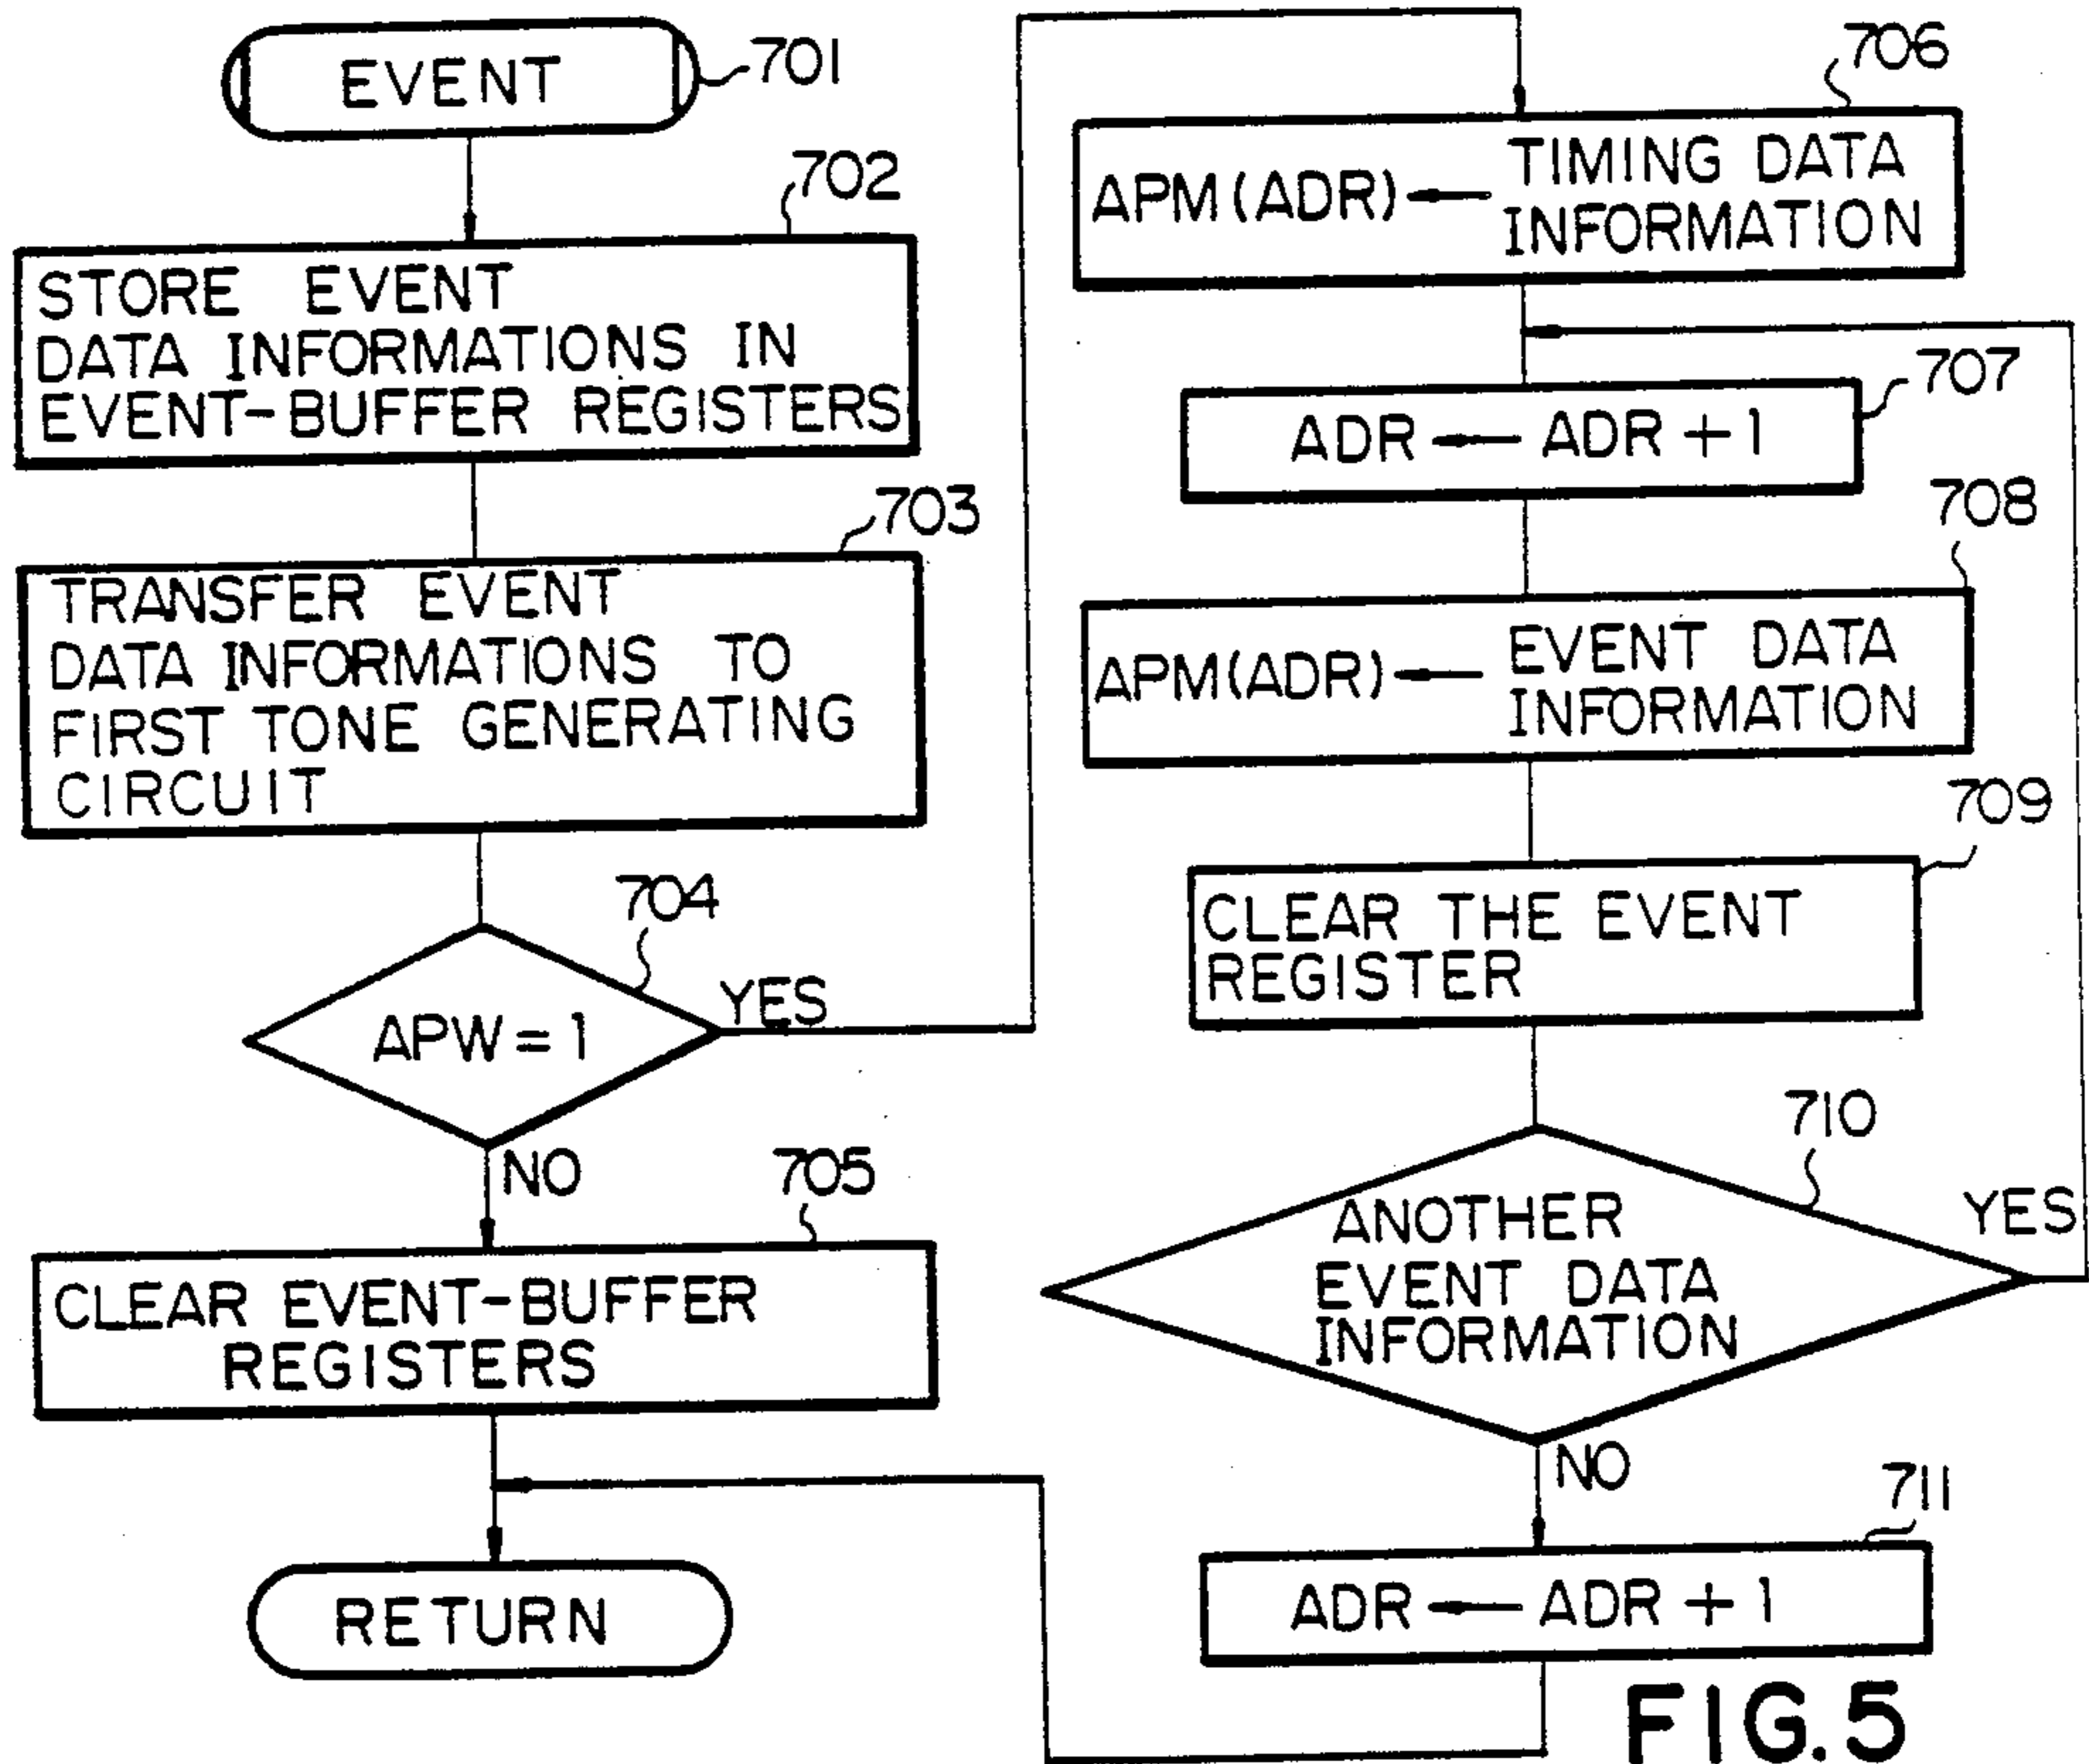 EVENT
701
702
STORE EVENT
DATA INFORMATIONS IN
EVENT-BUFFER REGISTERS
703
TRANSFER EVENT
DATA INFORMATIONS TO
FIRST TONE GENERATING
CIRCUIT
704
APW = 1
YES
NO
705
CLEAR EVENT-BUFFER
REGISTERS
RETURN
706
APM(ADR) ← TIMING DATA
INFORMATION
707
ADR ← ADR + 1
708
APM(ADR) ← EVENT DATA
INFORMATION
709
CLEAR THE EVENT
REGISTER
710
ANOTHER
EVENT DATA
INFORMATION
YES
NO
711
ADR ← ADR + 1
FIG.5